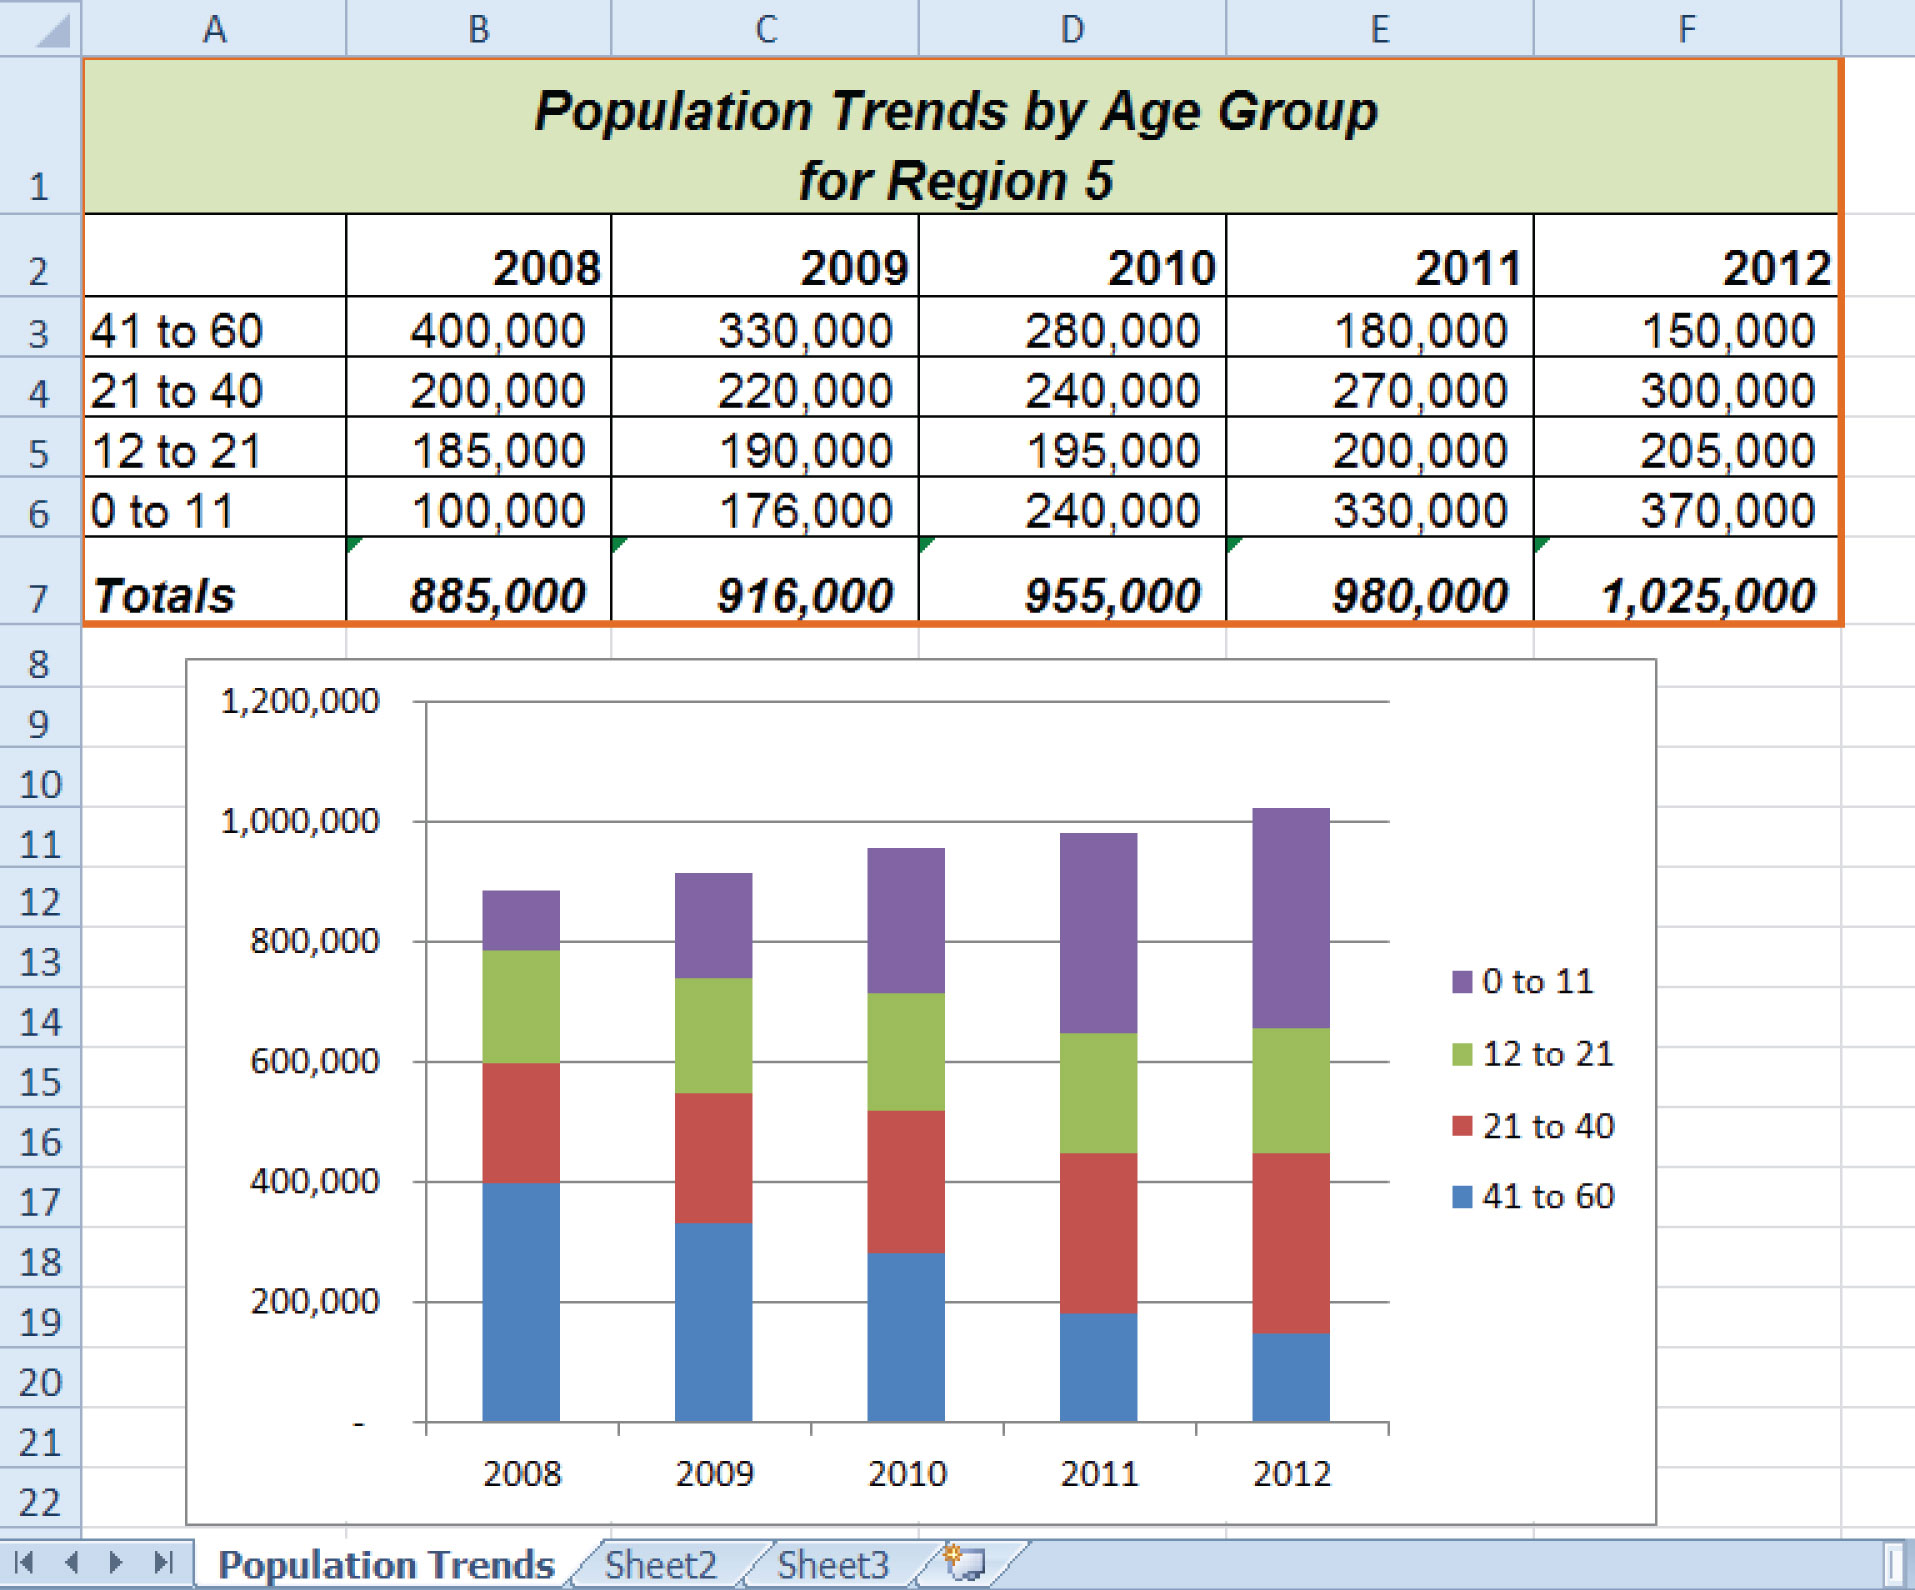 A B C D E F
1 Population Trends by Age Group
for Region 5
2 2008 2009 2010 2011 2012
3 41 to 60 400,000 330,000 280,000 180,000 150,000
4 21 to 40 200,000 220,000 240,000 270,000 300,000
5 12 to 21 185,000 190,000 195,000 200,000 205,000
6 0 to 11 100,000 176,000 240,000 330,000 370,000
7 Totals 885,000 916,000 955,000 980,000 1,025,000
8
9 1,200,000
10
11 1,000,000
12
13 800,000
14 0 to 11
15 600,000 12 to 21
16 21 to 40
17 400,000 41 to 60
18
19 200,000
20
21 -
22 2008 2009 2010 2011 2012
Population Trends Sheet2 Sheet3